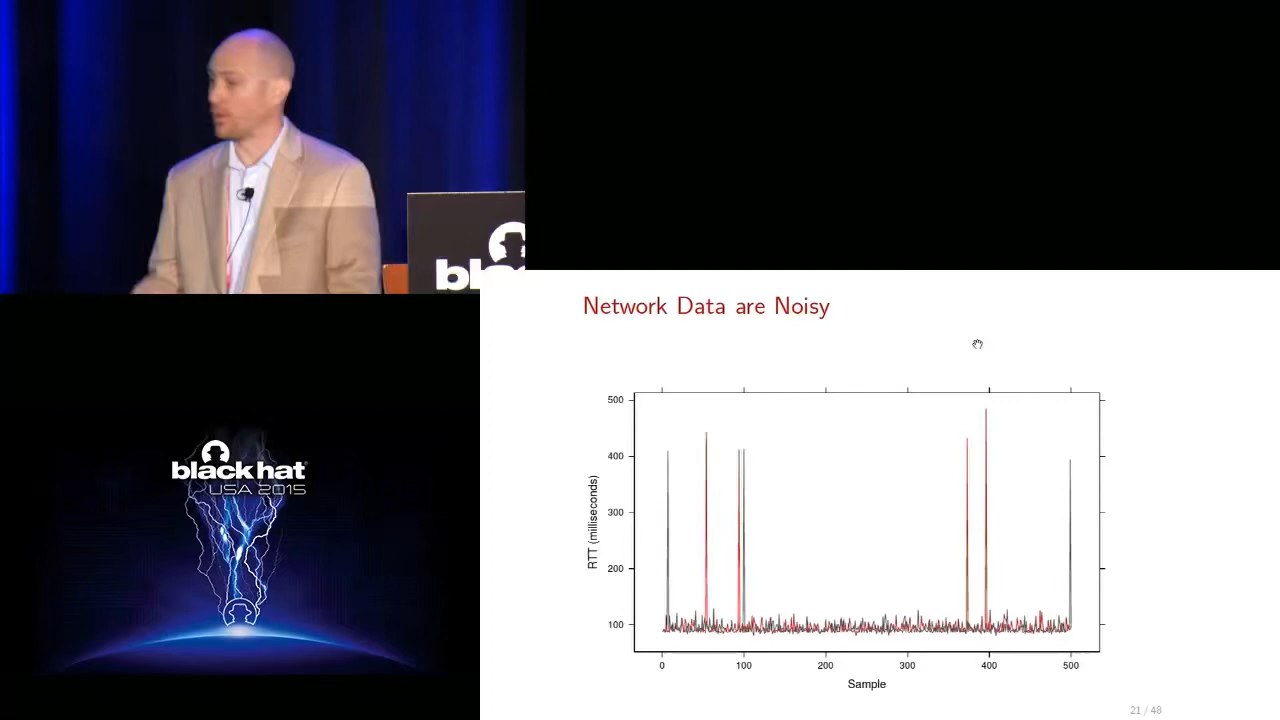 blac
black hat
USA 2015
Network Data are Noisy
500
400
300
200
100
RTT (milliseconds)
0 100 200 300 400 500
Sample
21 / 48